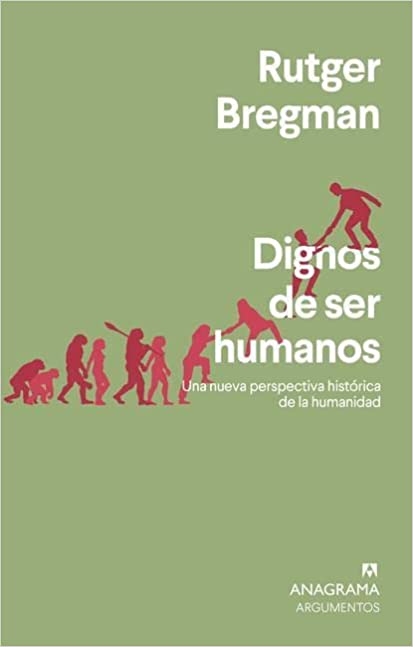 Rutger
Bregman
Dignos
de ser
humanos
Una nueva perspectiva histórica
de la humanidad
ANAGRAMA
ARGUMENTOS